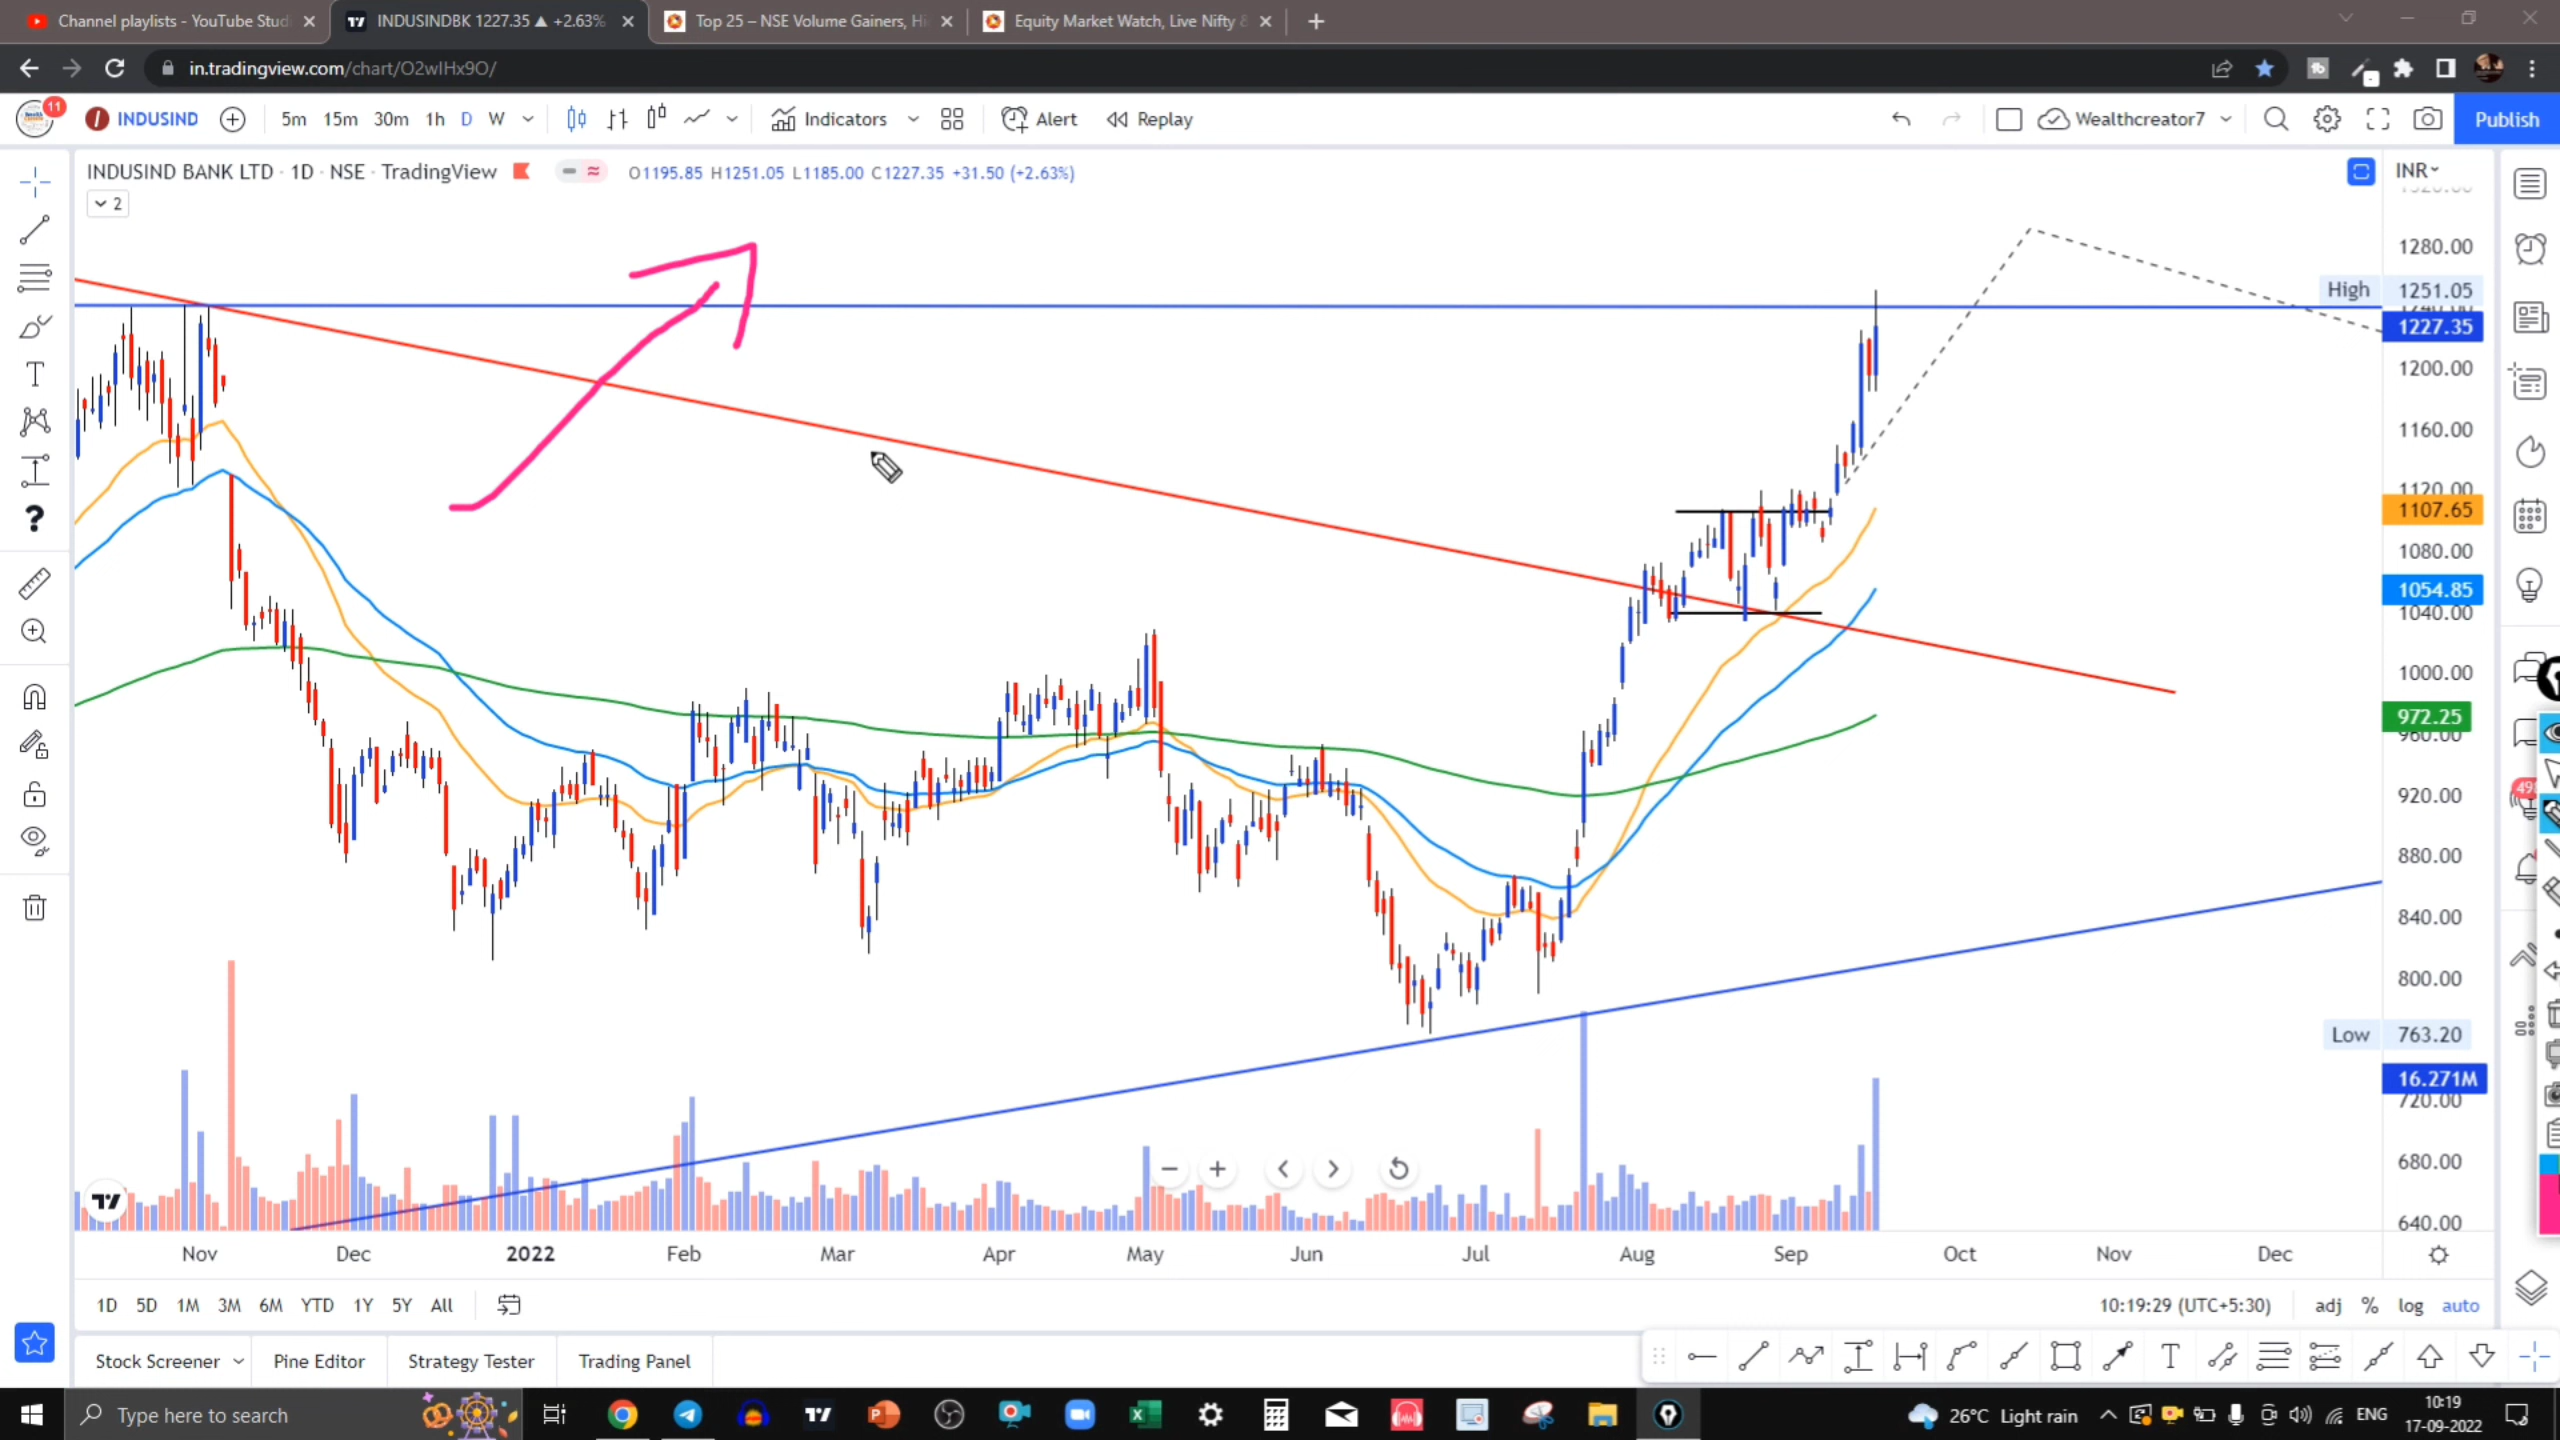 Channel playlists - YouTube Studi
INDUSINDBK 1227.35 ▲ +2.63%
Top 25 – NSE Volume Gainers, Hi
Equity Market Watch, Live Nifty &
in.tradingview.com/chart/O2wIHx9O/
11
INDUSIND
5m 15m 30m 1h D W
Indicators
Alert
Replay
Wealthcreator7
Publish
INDUSIND BANK LTD · 1D · NSE · TradingView
O1195.85 H1251.05 L1185.00 C1227.35 +31.50 (+2.63%)
2
INR
1280.00
High 1251.05
1227.35
1200.00
1160.00
1120.00
1107.65
1080.00
1054.85
1040.00
1000.00
972.25
960.00
920.00
880.00
840.00
800.00
Low 763.20
16.271M
720.00
680.00
640.00
Nov Dec 2022 Feb Mar Apr May Jun Jul Aug Sep Oct Nov Dec
1D 5D 1M 3M 6M YTD 1Y 5Y All
10:19:29 (UTC+5:30) adj % log auto
Stock Screener Pine Editor Strategy Tester Trading Panel
Type here to search
26°C Light rain
ENG
10:19
17-09-2022